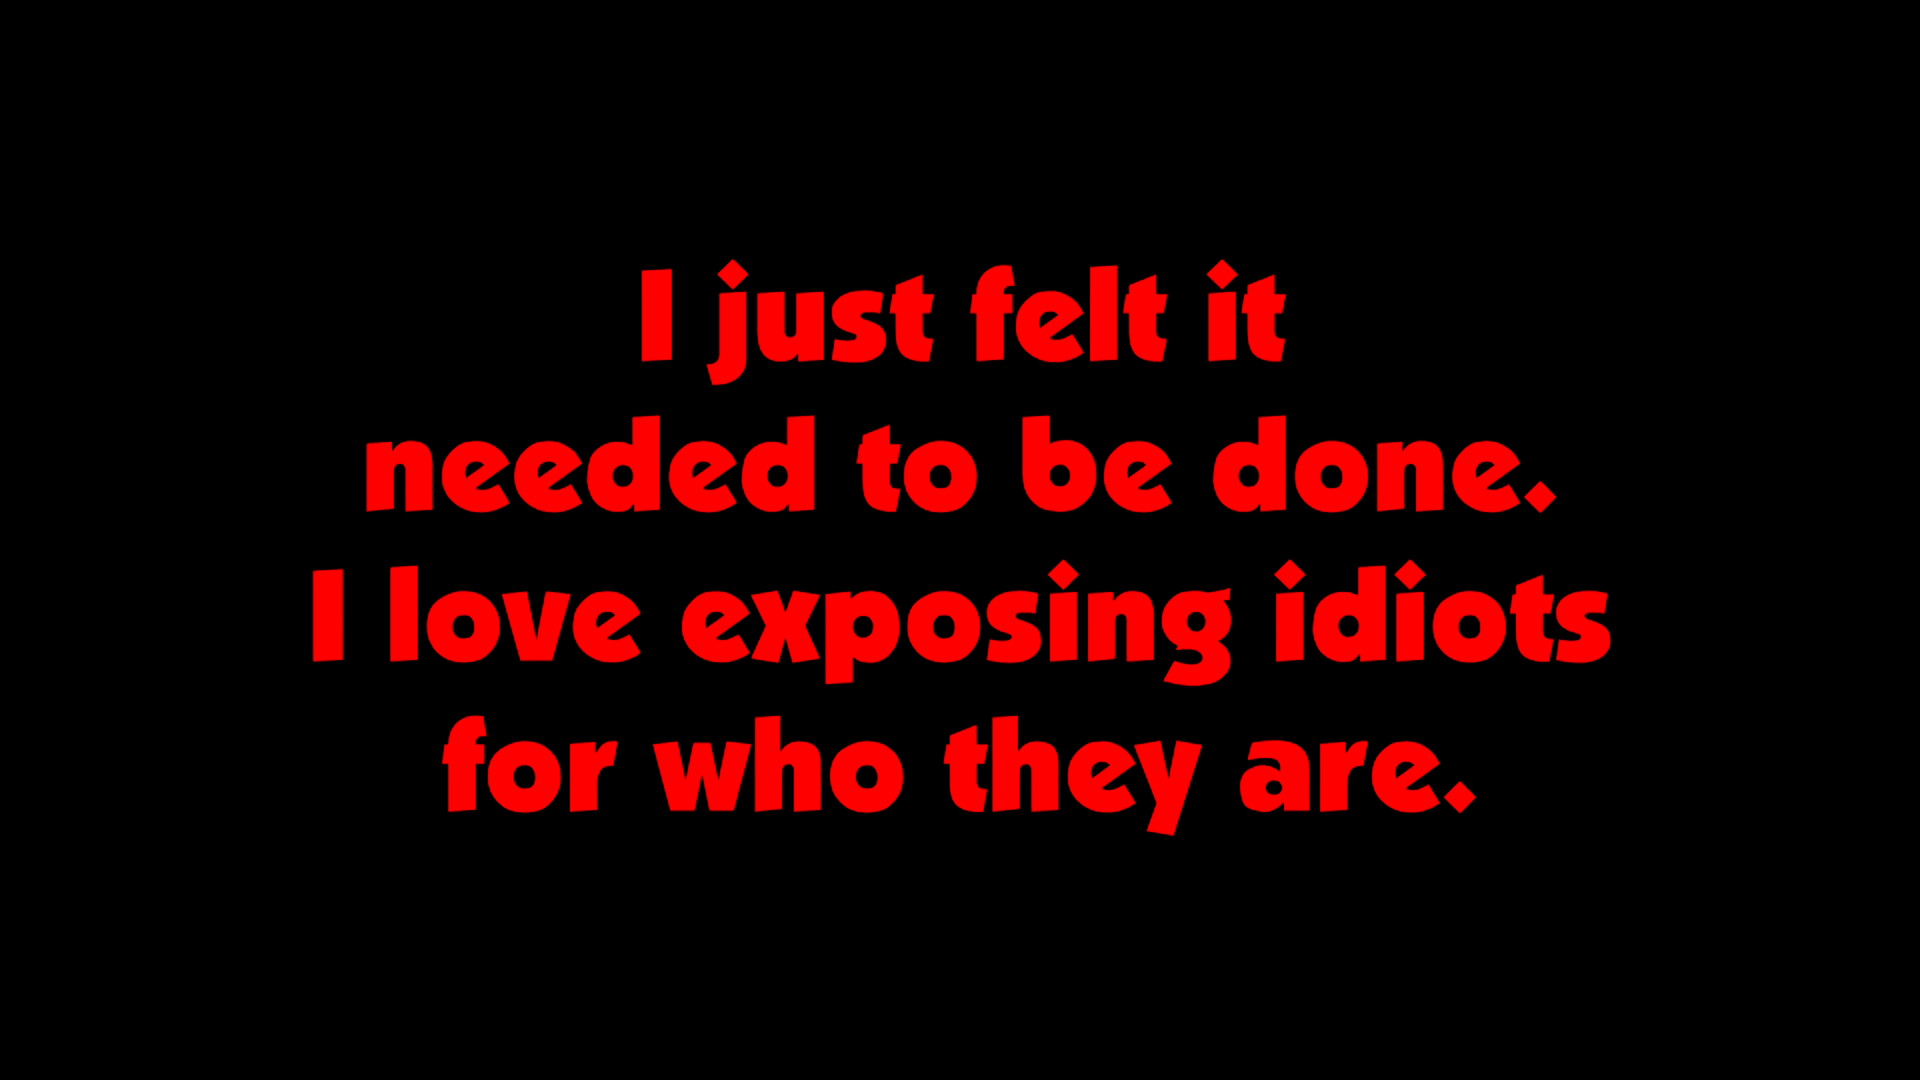 I just felt it
needed to be done.
I love exposing idiots
for who they are.